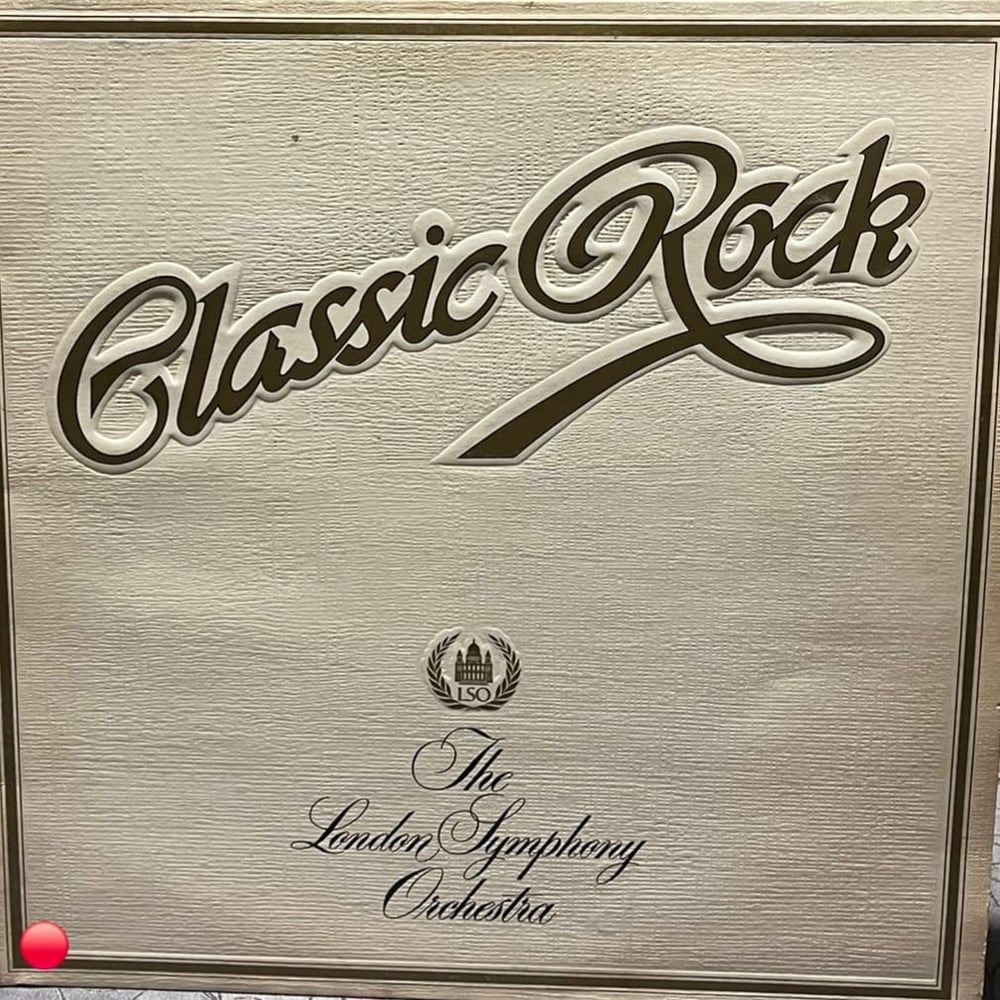 Classic Rock
LSO
The
London Symphony
Orchestra